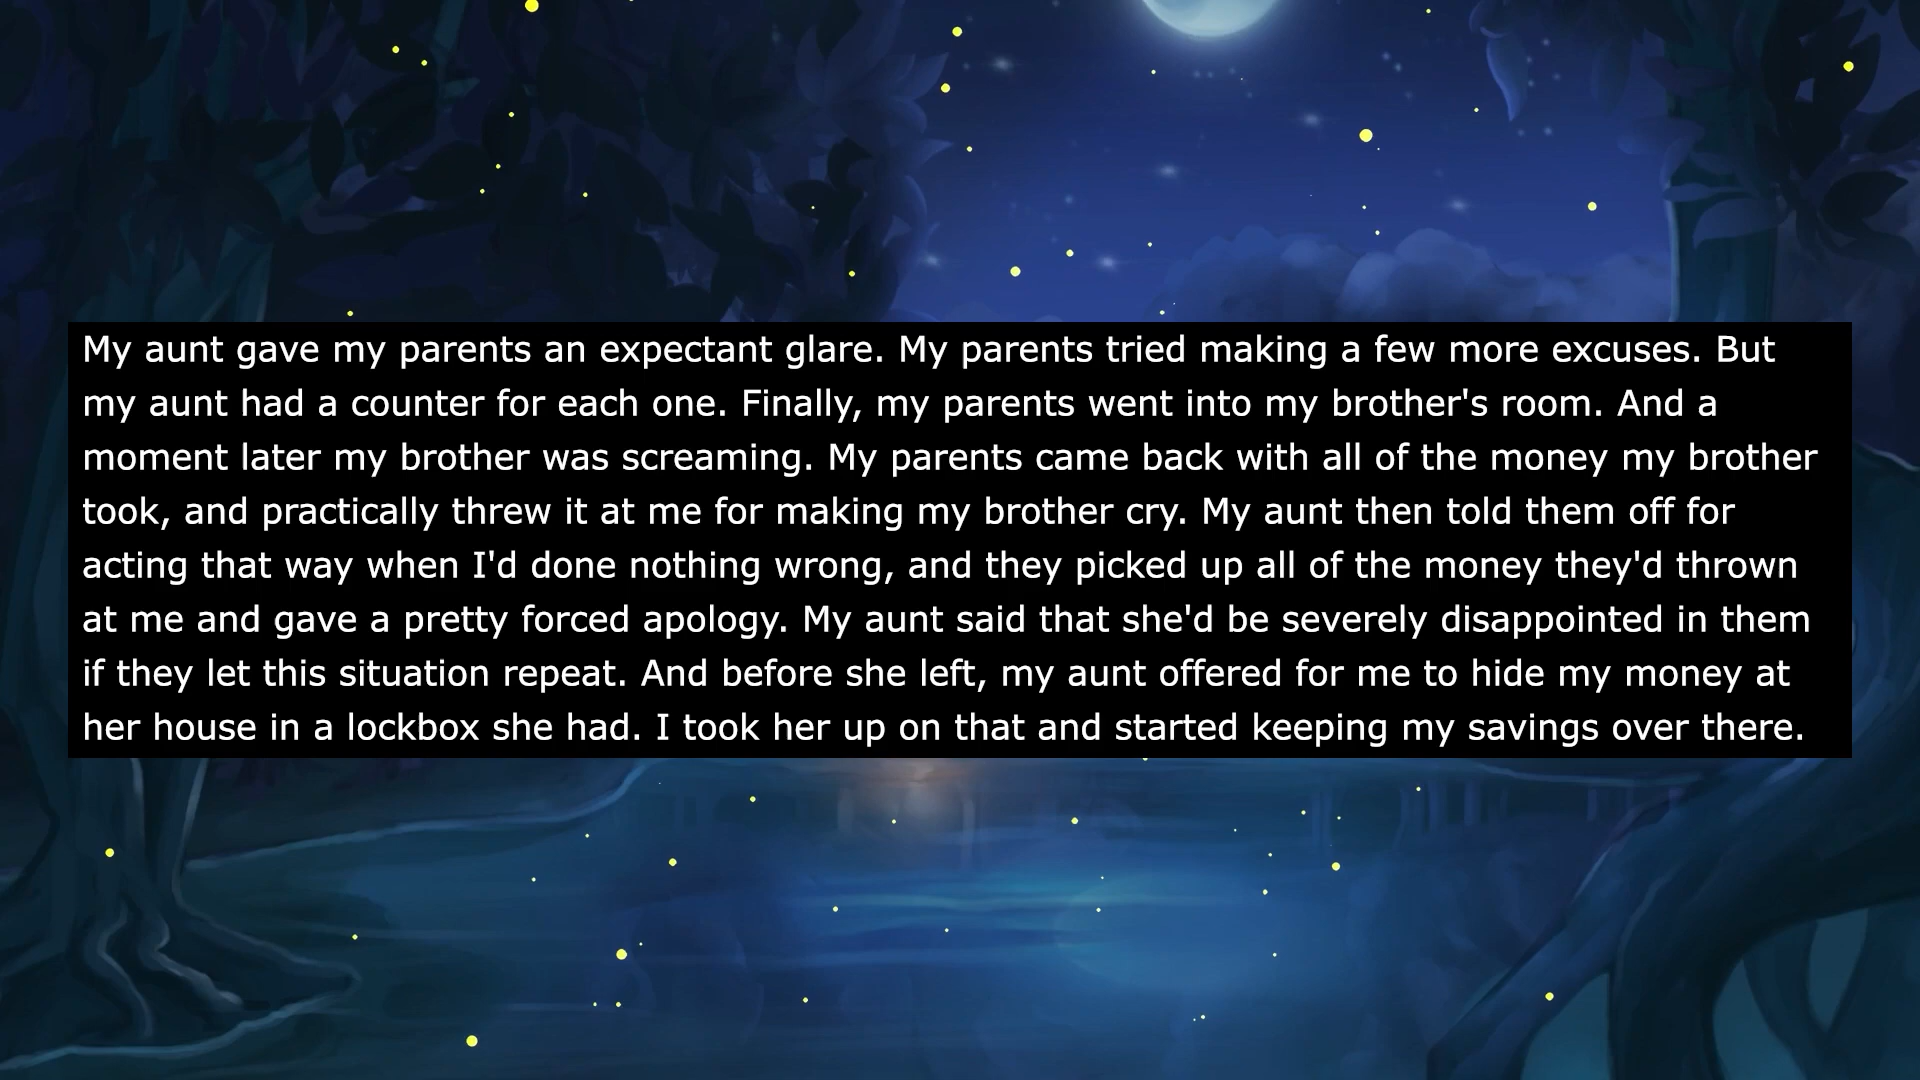 My aunt gave my parents an expectant glare. My parents tried making a few more excuses. But
my aunt had a counter for each one. Finally, my parents went into my brother's room. And a
moment later my brother was screaming. My parents came back with all of the money my brother
took, and practically threw it at me for making my brother cry. My aunt then told them off for
acting that way when I'd done nothing wrong, and they picked up all of the money they'd thrown
at me and gave a pretty forced apology. My aunt said that she'd be severely disappointed in them
if they let this situation repeat. And before she left, my aunt offered for me to hide my money at
her house in a lockbox she had. I took her up on that and started keeping my savings over there.